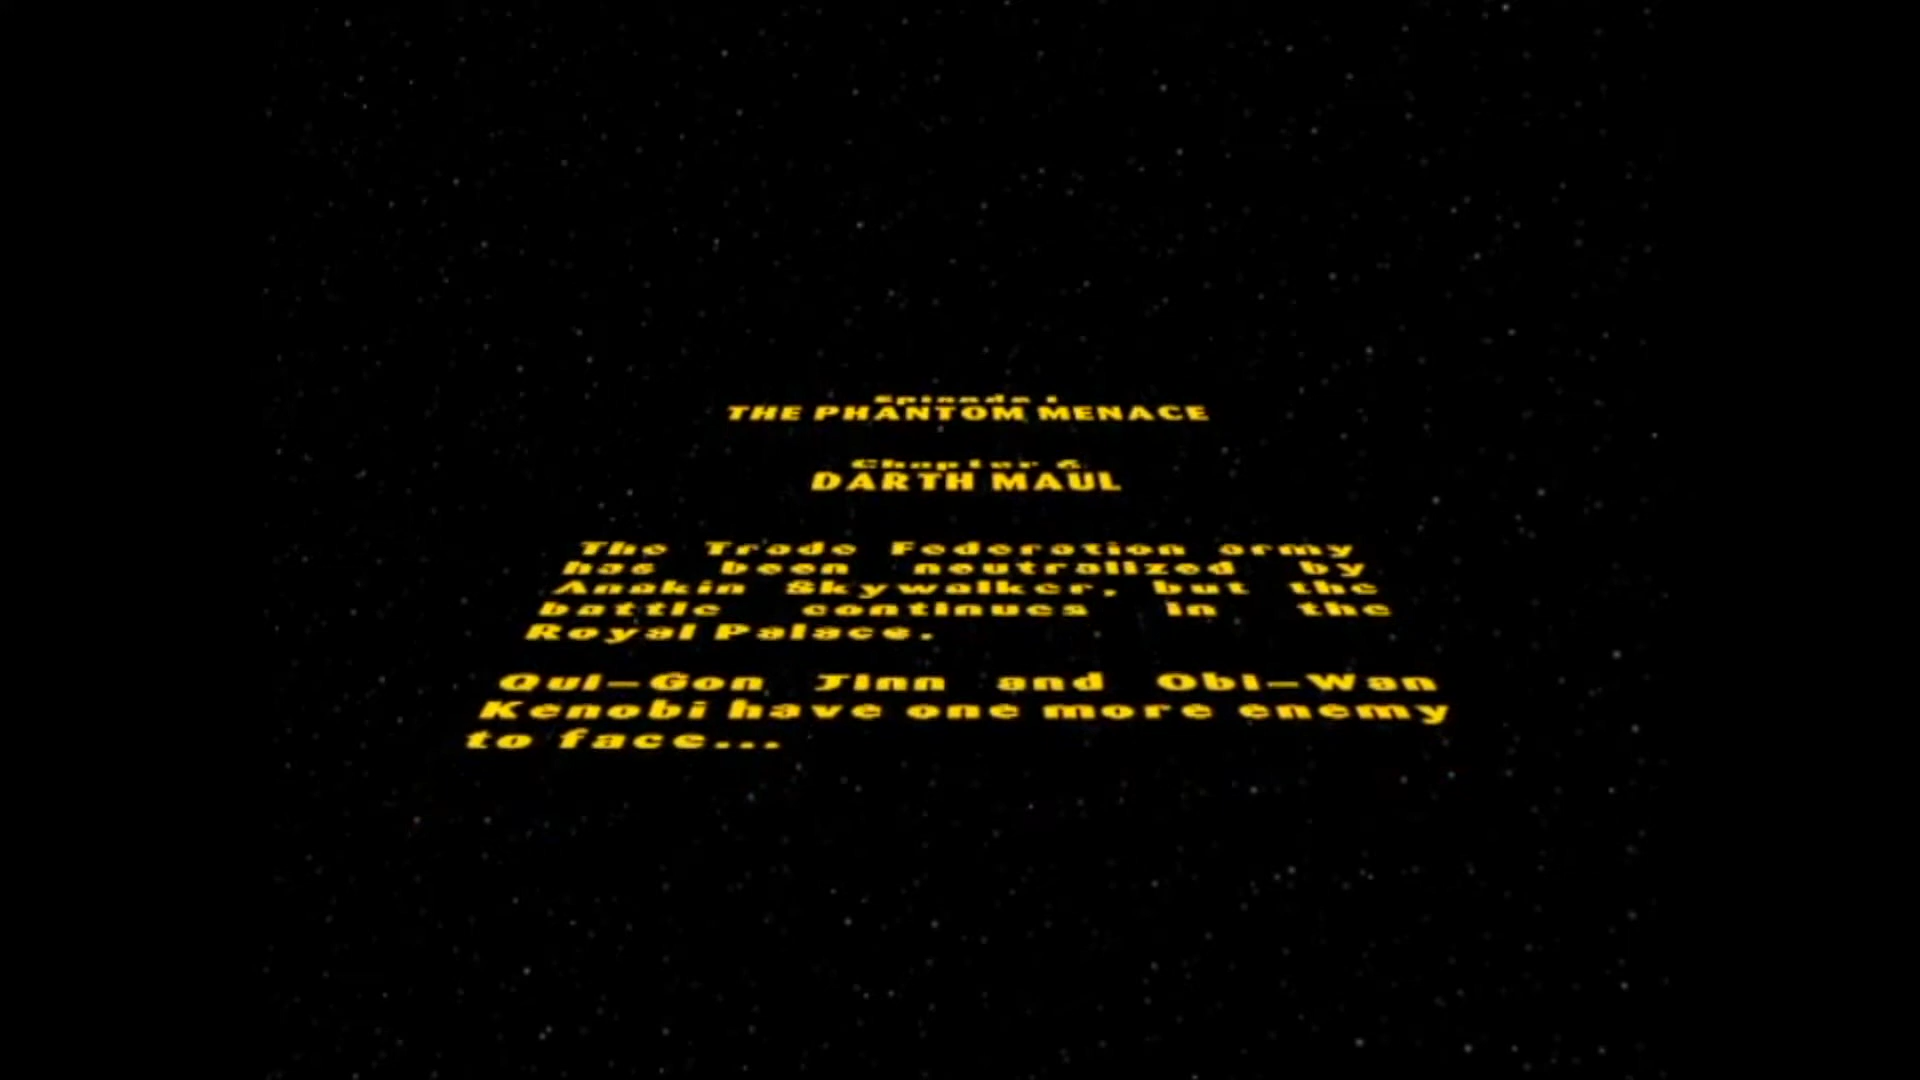 Episode 1
THE PHANTOM MENACE
Chapter 6
DARTH MAUL
The Trade Federation army
has been neutralized by
Anakin Skywalker, but the
battle continues in the
Royal Palace.
Qui-Gon Jinn and Obi-Wan
Kenobi have one more enemy
to face...